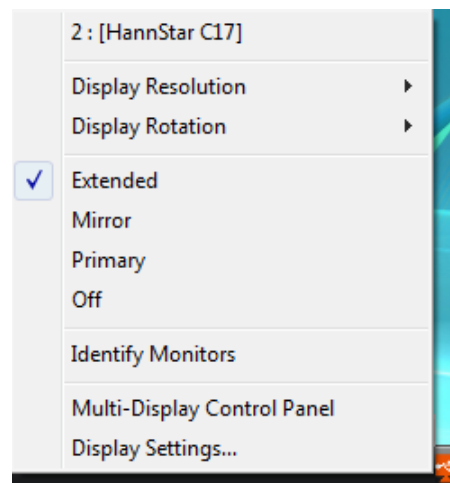 2 : [HannStar C17]
Display Resolution
Display Rotation
Extended
Mirror
Primary
Off
Identify Monitors
Multi-Display Control Panel
Display Settings...